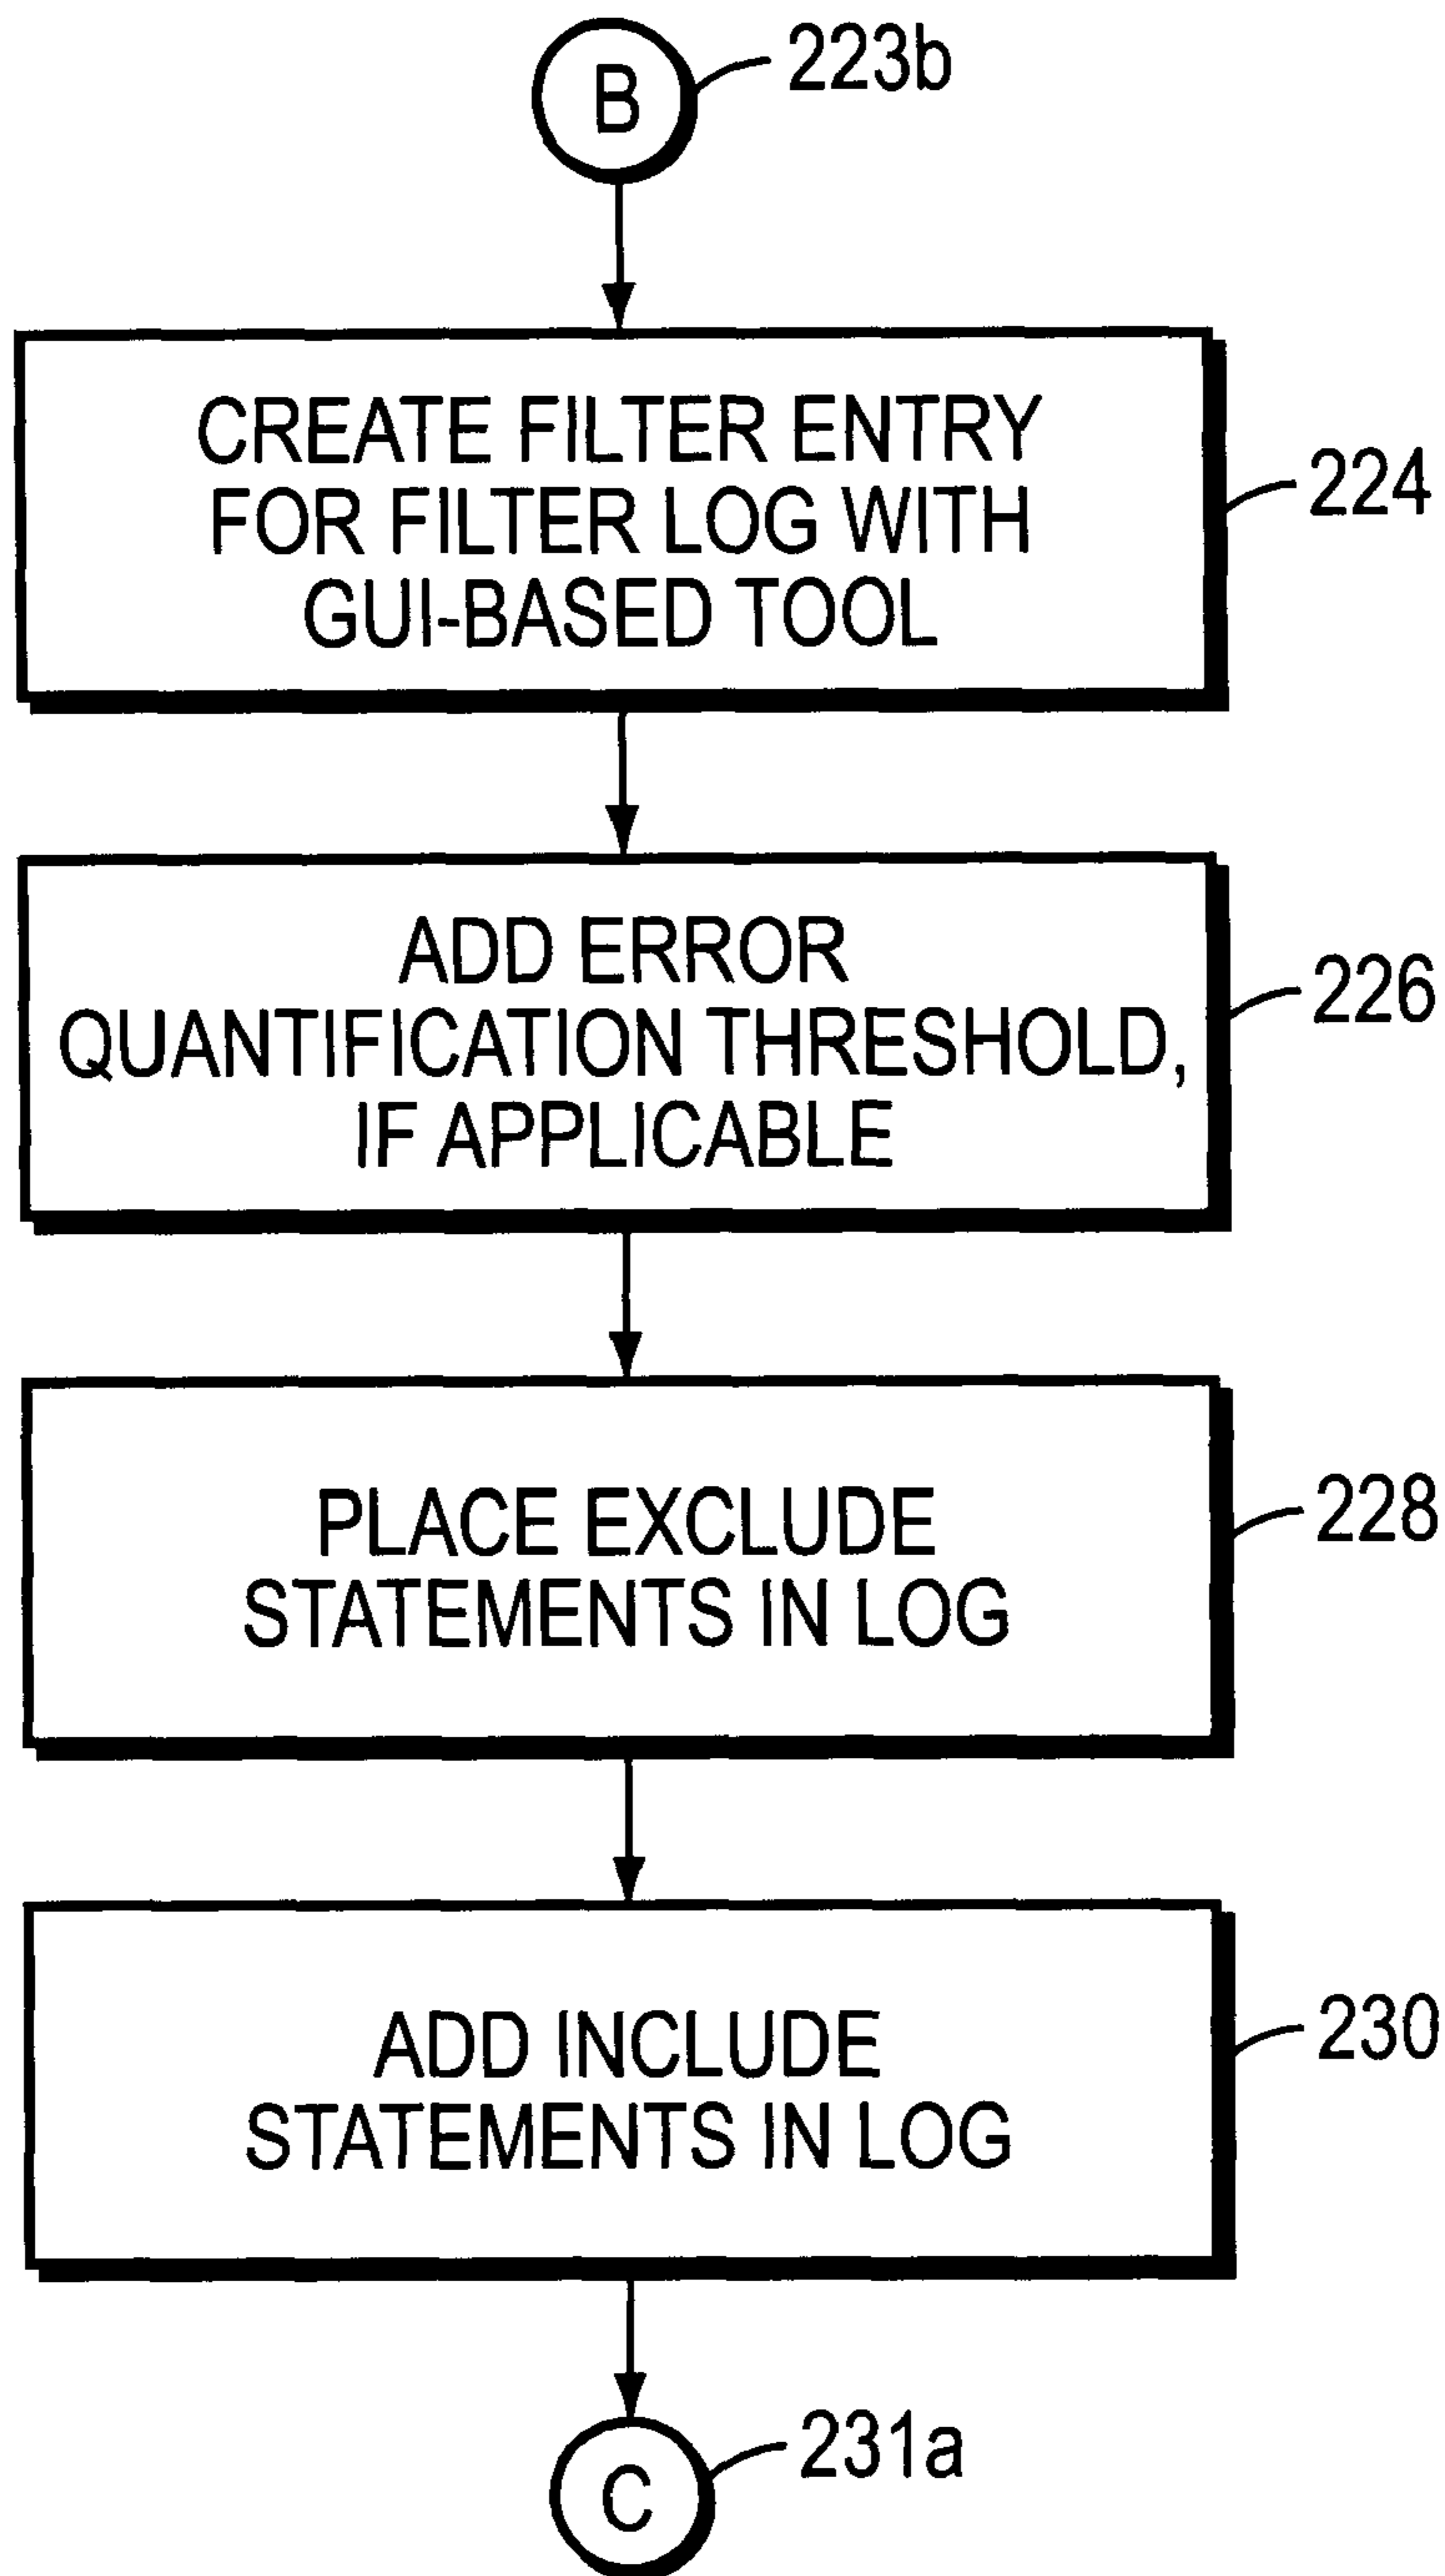 B
223b
CREATE FILTER ENTRY
FOR FILTER LOG WITH
GUI-BASED TOOL
224
ADD ERROR
QUANTIFICATION THRESHOLD,
IF APPLICABLE
226
PLACE EXCLUDE
STATEMENTS IN LOG
228
ADD INCLUDE
STATEMENTS IN LOG
230
C
231a